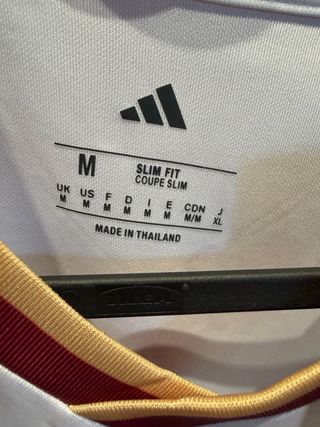 M
SLIM FIT
COUPE SLIM
UK US F D I E CDN J
M M M M M M M/M XL
MADE IN THAILAND